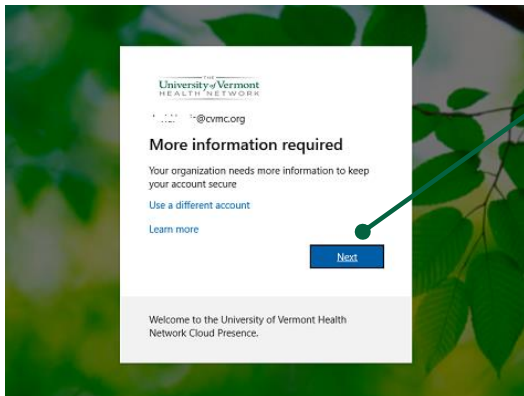 THE
University of Vermont
HEALTH NETWORK
@cvmc.org
More information required
Your organization needs more information to keep
your account secure
Use a different account
Learn more
Next
Welcome to the University of Vermont Health
Network Cloud Presence.